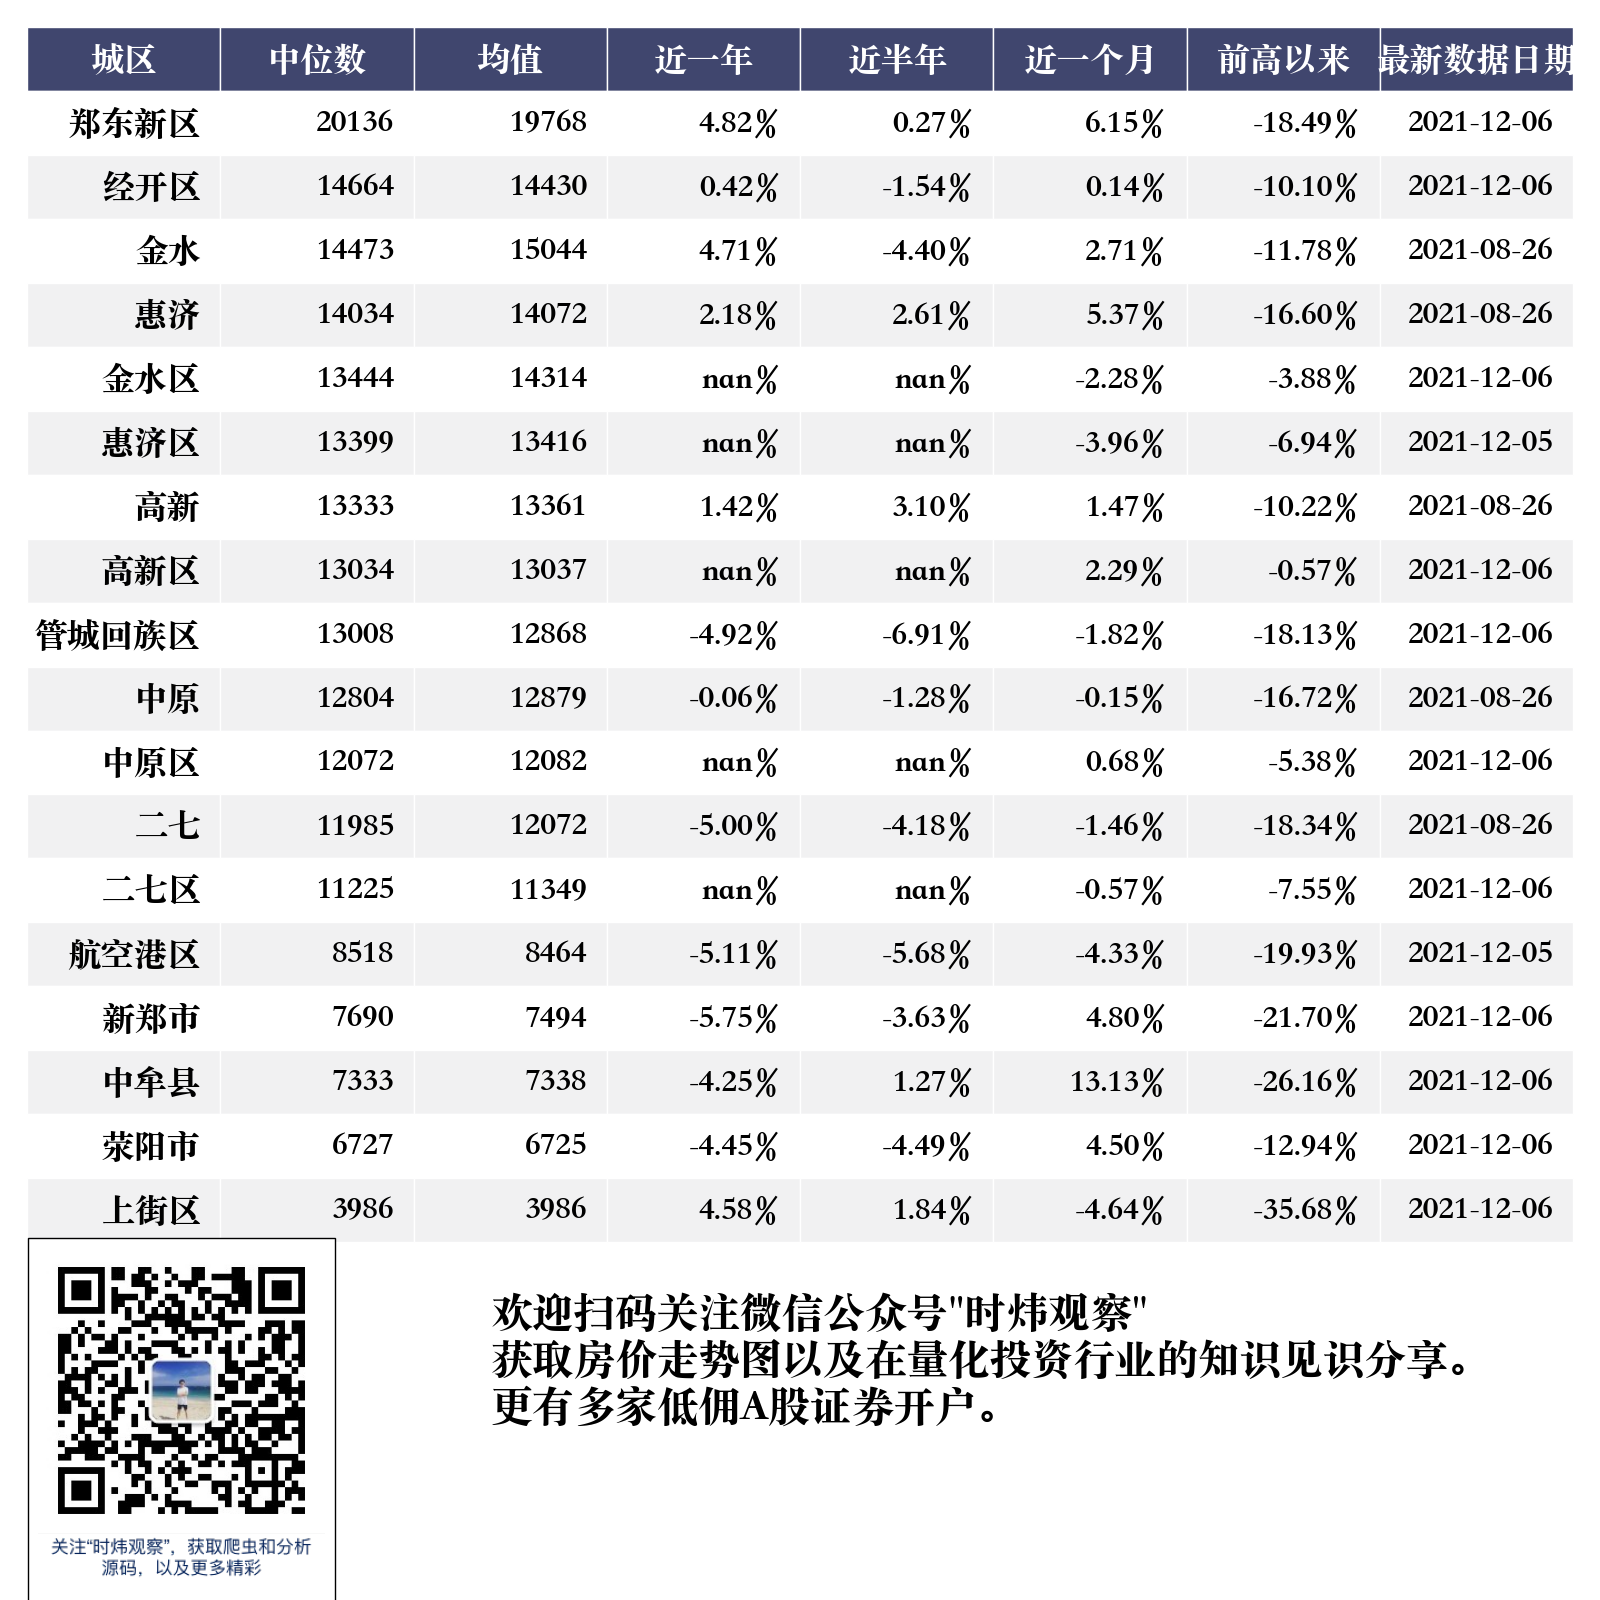 城区 中位数 均值 近一年 近半年 近一个月 前高以来 最新数据日期
郑东新区 20136 19768 4.82% 0.27% 6.15% -18.49% 2021-12-06
经开区 14664 14430 0.42% -1.54% 0.14% -10.10% 2021-12-06
金水 14473 15044 4.71% -4.40% 2.71% -11.78% 2021-08-26
惠济 14034 14072 2.18% 2.61% 5.37% -16.60% 2021-08-26
金水区 13444 14314 nan% nan% -2.28% -3.88% 2021-12-06
惠济区 13399 13416 nan% nan% -3.96% -6.94% 2021-12-05
高新 13333 13361 1.42% 3.10% 1.47% -10.22% 2021-08-26
高新区 13034 13037 nan% nan% 2.29% -0.57% 2021-12-06
管城回族区 13008 12868 -4.92% -6.91% -1.82% -18.13% 2021-12-06
中原 12804 12879 -0.06% -1.28% -0.15% -16.72% 2021-08-26
中原区 12072 12082 nan% nan% 0.68% -5.38% 2021-12-06
二七 11985 12072 -5.00% -4.18% -1.46% -18.34% 2021-08-26
二七区 11225 11349 nan% nan% -0.57% -7.55% 2021-12-06
航空港区 8518 8464 -5.11% -5.68% -4.33% -19.93% 2021-12-05
新郑市 7690 7494 -5.75% -3.63% 4.80% -21.70% 2021-12-06
中牟县 7333 7338 -4.25% 1.27% 13.13% -26.16% 2021-12-06
荥阳市 6727 6725 -4.45% -4.49% 4.50% -12.94% 2021-12-06
上街区 3986 3986 4.58% 1.84% -4.64% -35.68% 2021-12-06
欢迎扫码关注微信公众号"时炜观察"
获取房价走势图以及在量化投资行业的知识见识分享。
更有多家低佣A股证券开户。
关注“时炜观察”，获取爬虫和分析
源码，以及更多精彩